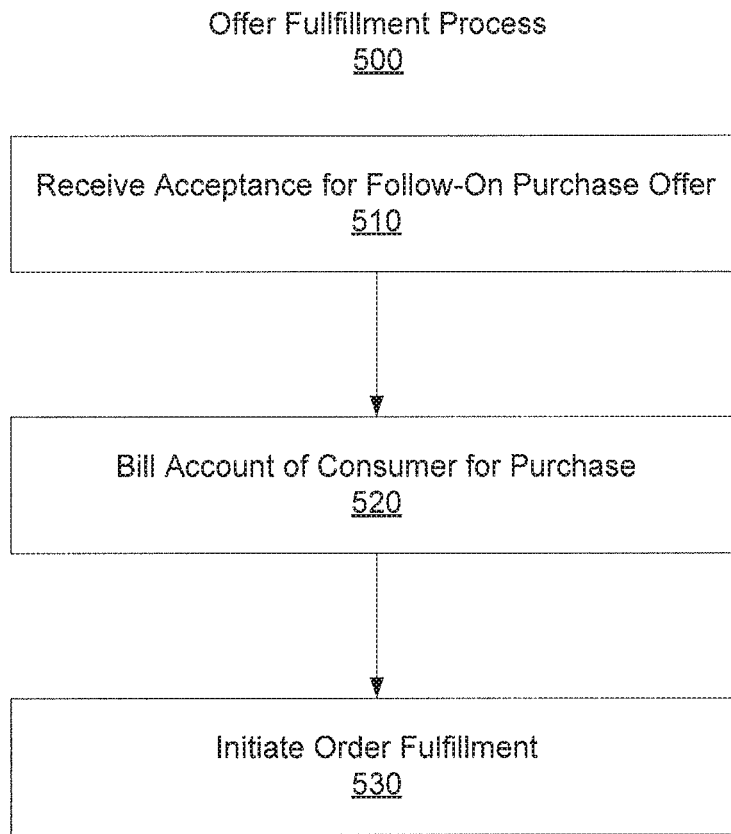 Offer Fullfillment Process
500
Receive Acceptance for Follow-On Purchase Offer
510
Bill Account of Consumer for Purchase
520
Initiate Order Fulfillment
530